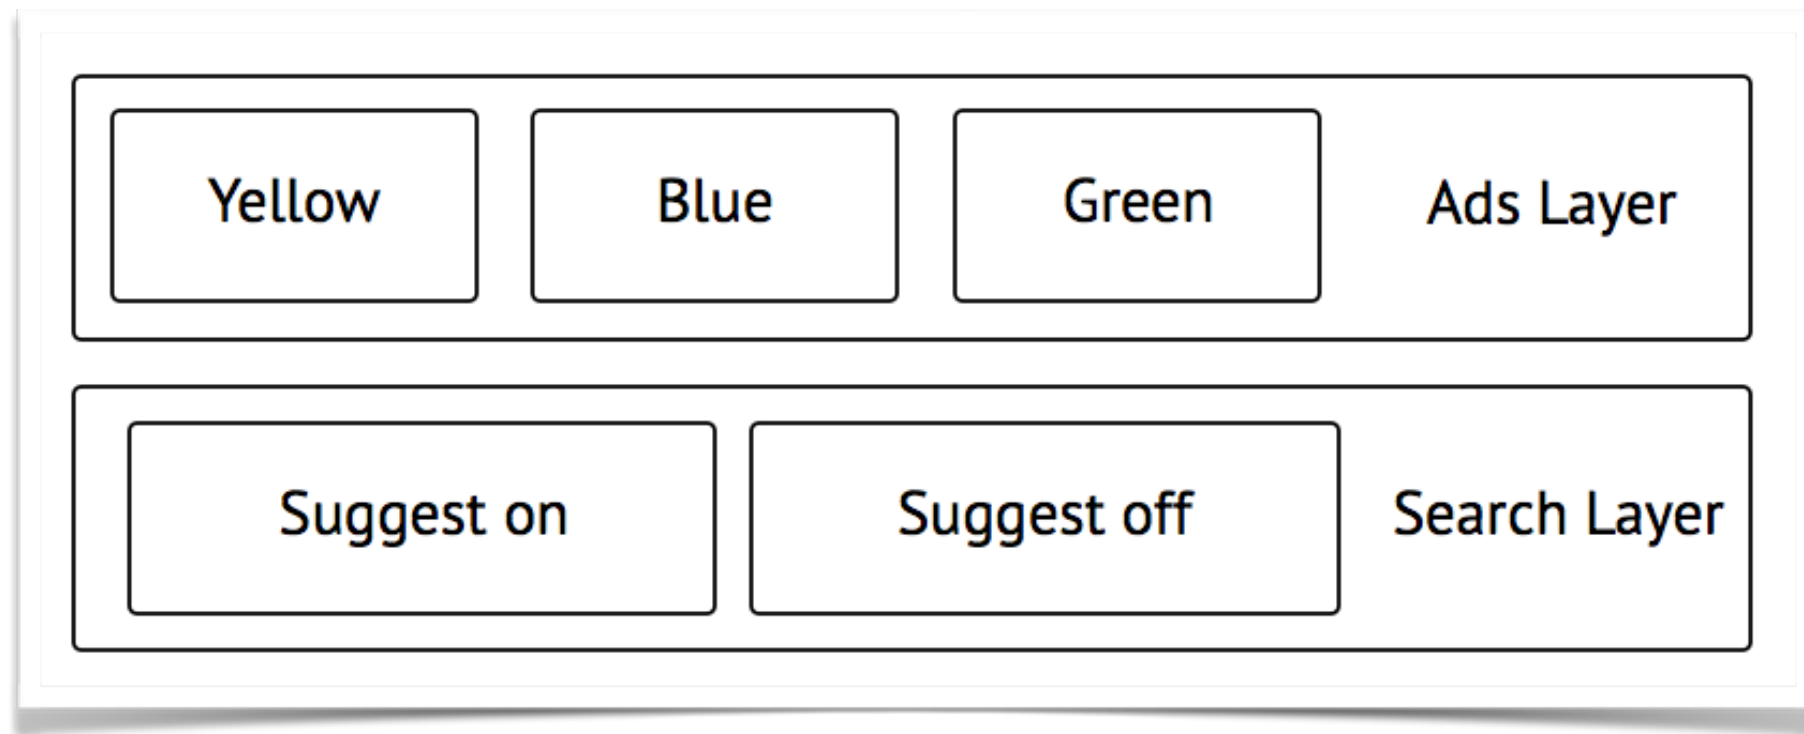 Yellow Blue Green Ads Layer
Suggest on Suggest off Search Layer